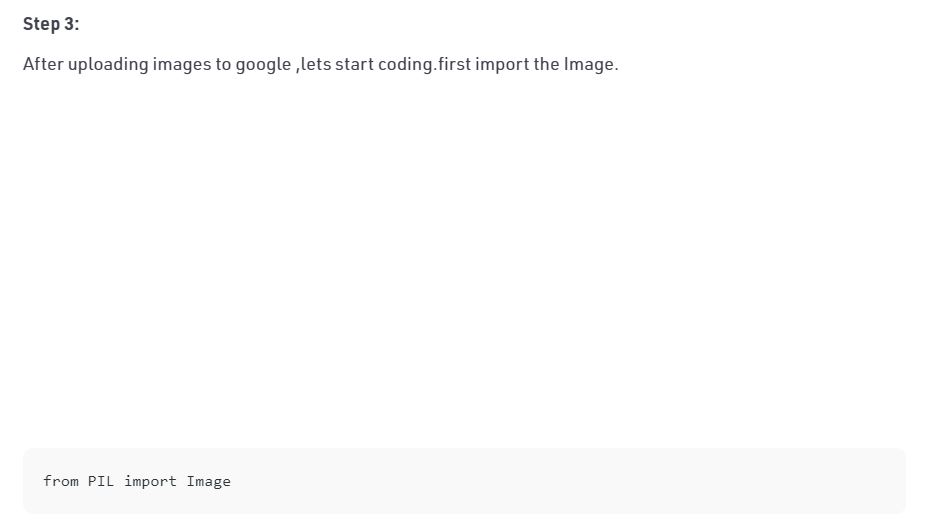 Step 3:
After uploading images to google ,lets start coding.first import the Image.
from PIL import Image